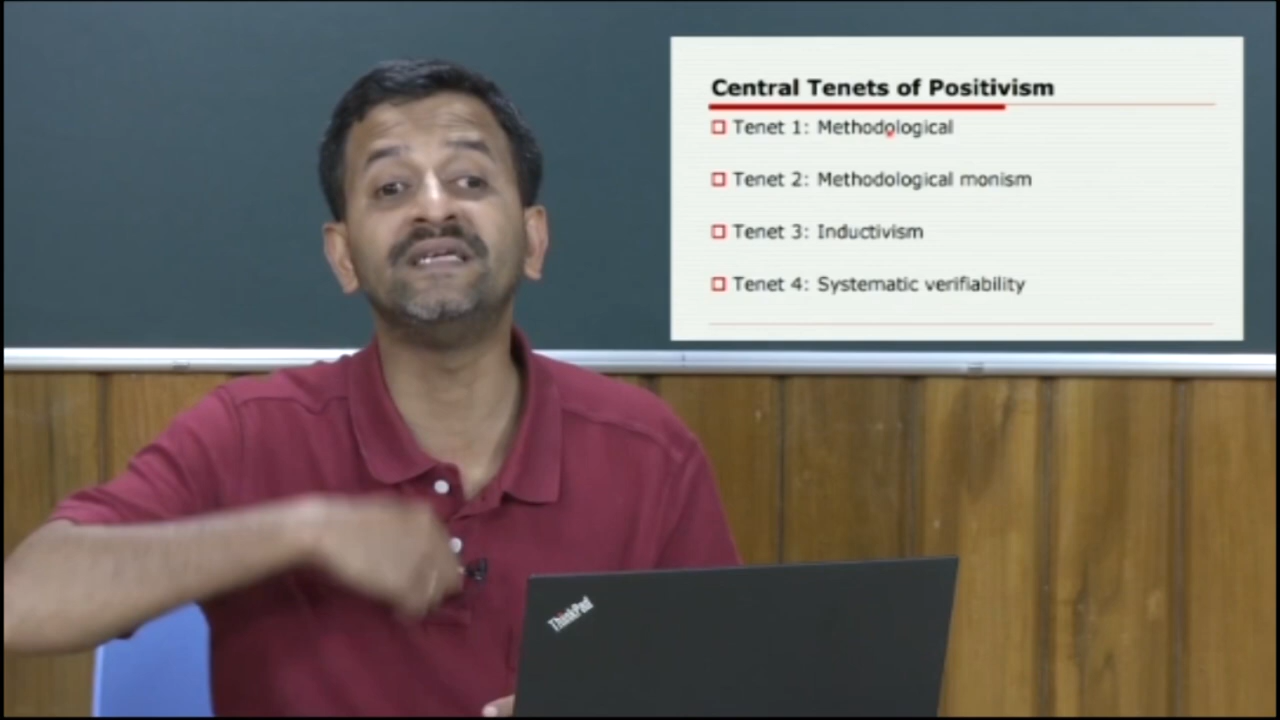 Central Tenets of Positivism
Tenet 1: Methodological
Tenet 2: Methodological monism
Tenet 3: Inductivism
Tenet 4: Systematic verifiability
ThinkPad